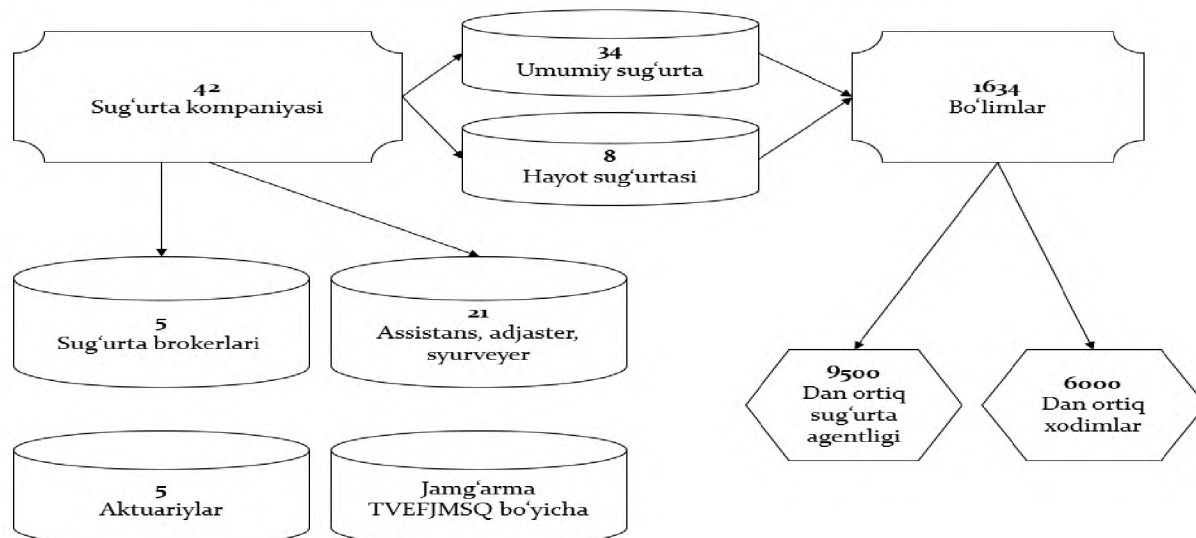 42
Sug‘urta kompaniyasi
34
Umumiy sug‘urta
8
Hayot sug‘urtasi
1634
Bo‘limlar
5
Sug‘urta brokerlari
21
Assistans, adjaster,
syurveyer
9500
Dan ortiq
sug‘urta
agentligi
6000
Dan ortiq
xodimlar
5
Aktuariylar
Jamg‘arma
TVEFJMSQ bo‘yicha